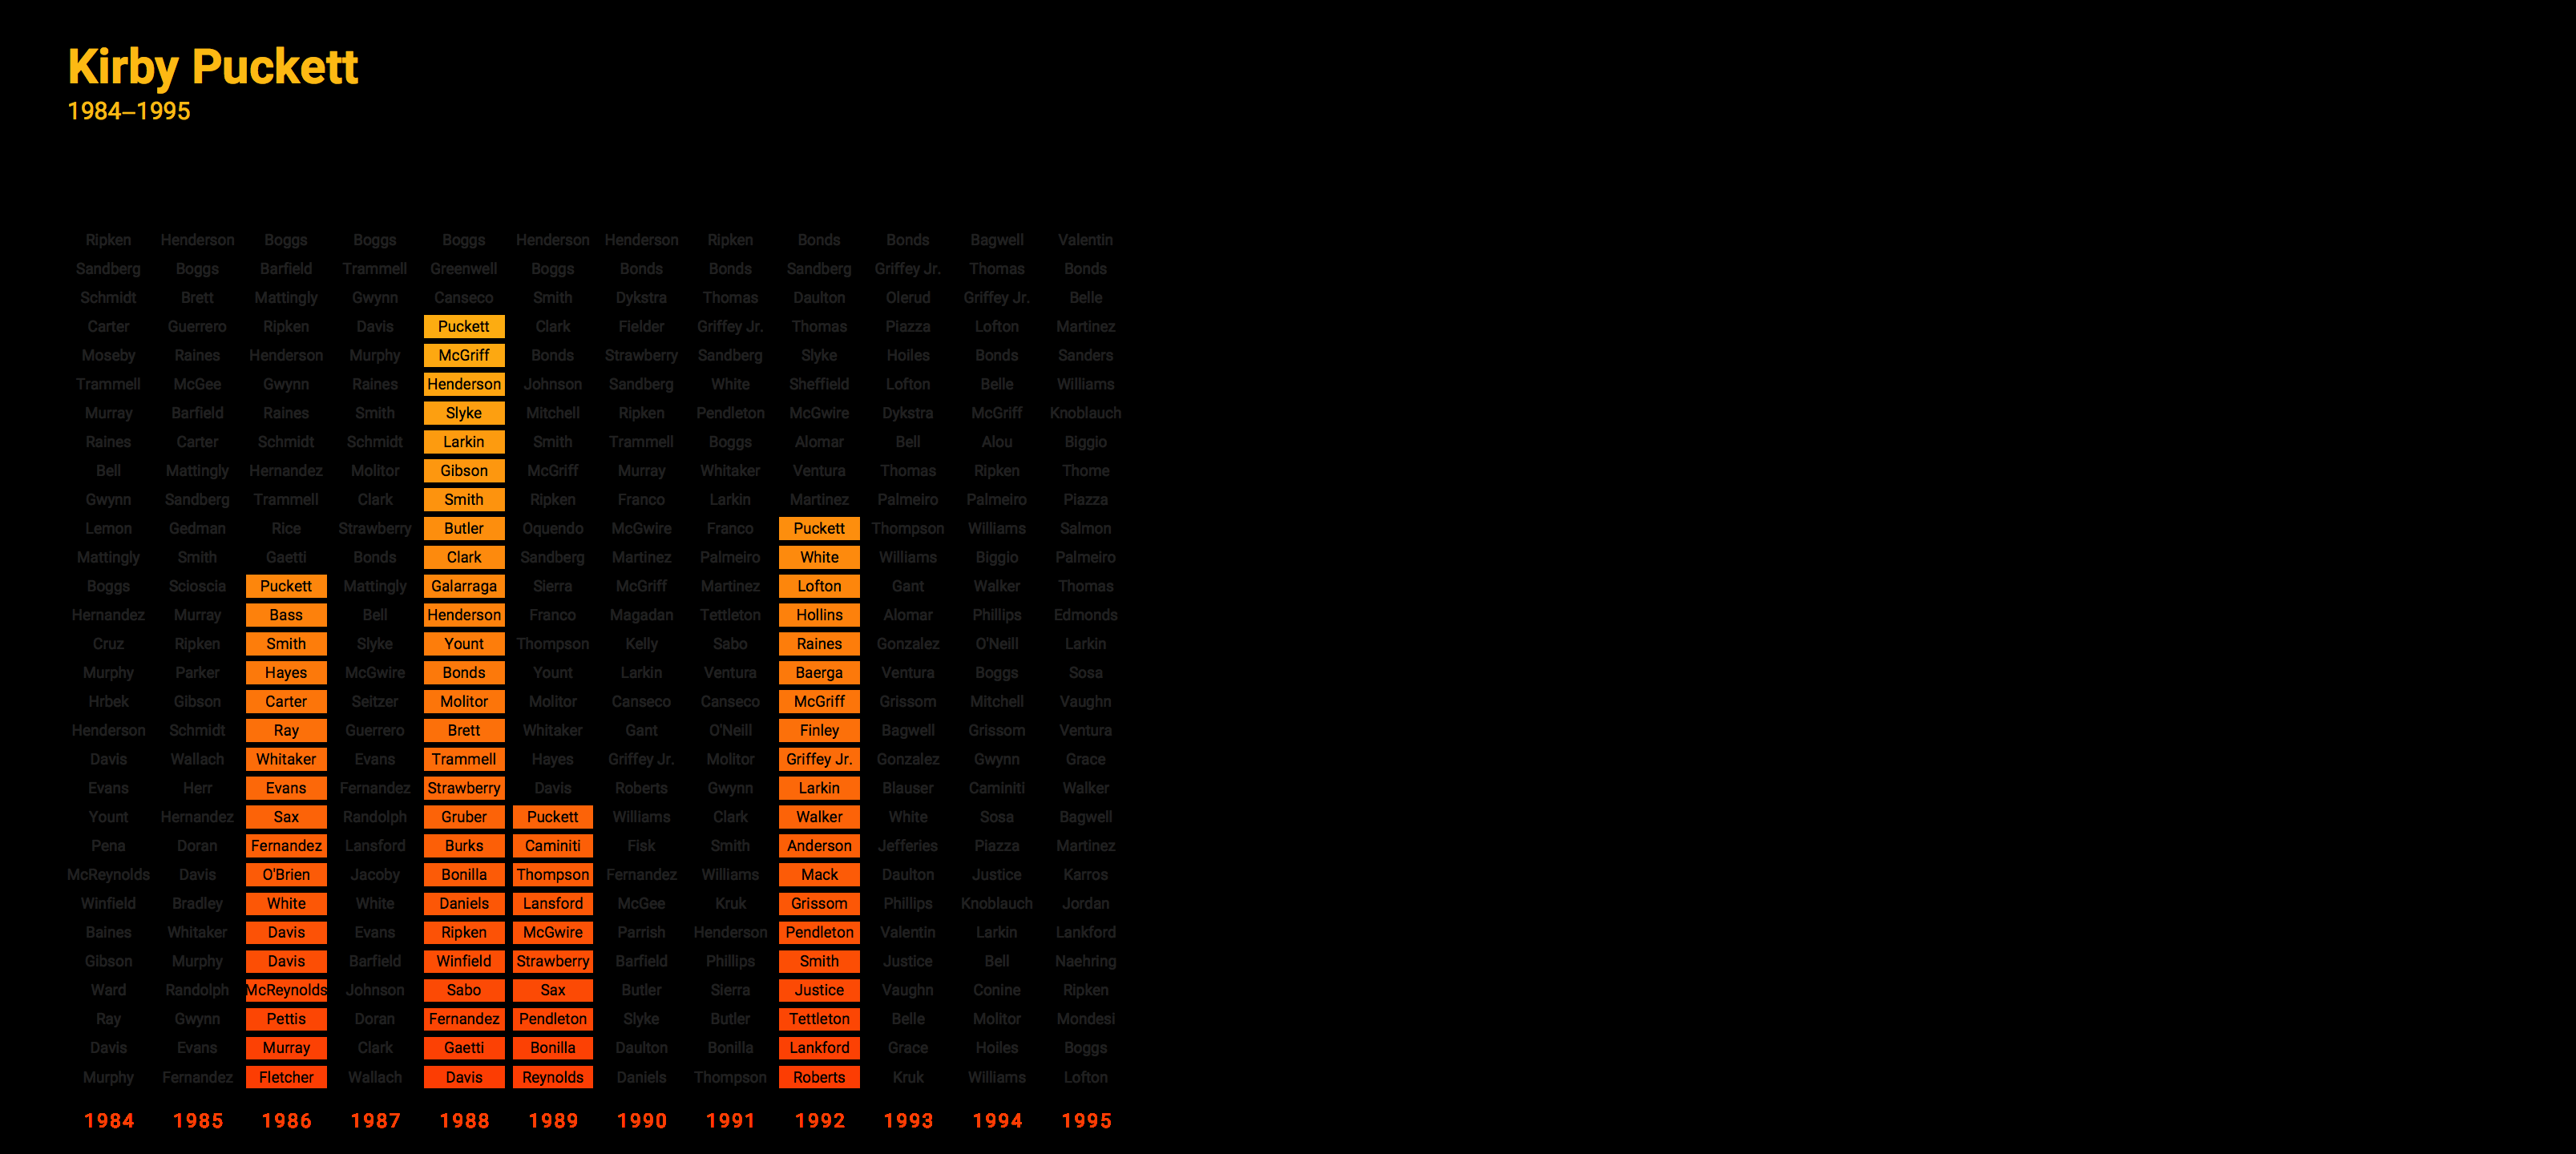 Kirby Puckett
1984–1995
Ripken Henderson Boggs Boggs Boggs Henderson Henderson Ripken Bonds Bonds Bagwell Valentin
Sandberg Boggs Barfield Trammell Greenwell Boggs Bonds Bonds Sandberg Griffey Jr. Thomas Bonds
Schmidt Brett Mattingly Gwynn Canseco Smith Dykstra Thomas Daulton Olerud Griffey Jr. Belle
Carter Guerrero Ripken Davis Puckett Clark Fielder Griffey Jr. Thomas Piazza Lofton Martinez
Moseby Raines Henderson Murphy McGriff Bonds Strawberry Sandberg Slyke Hoiles Bonds Sanders
Trammell McGee Gwynn Raines Henderson Johnson Sandberg White Sheffield Lofton Belle Williams
Murray Barfield Raines Smith Slyke Mitchell Ripken Pendleton McGwire Dykstra McGriff Knoblauch
Raines Carter Schmidt Schmidt Larkin Smith Trammell Boggs Alomar Bell Alou Biggio
Bell Mattingly Hernandez Molitor Gibson McGriff Murray Whitaker Ventura Thomas Ripken Thome
Gwynn Sandberg Trammell Clark Smith Ripken Franco Larkin Martinez Palmeiro Palmeiro Piazza
Lemon Gedman Rice Strawberry Butler Oquendo McGwire Franco Puckett Thompson Williams Salmon
Mattingly Smith Gaetti Bonds Clark Sandberg Martinez Palmeiro White Williams Biggio Palmeiro
Boggs Scioscia Puckett Mattingly Galarraga Sierra McGriff Martinez Lofton Gant Walker Thomas
Hernandez Murray Bass Bell Henderson Franco Magadan Tettleton Hollins Alomar Phillips Edmonds
Cruz Ripken Smith Slyke Yount Thompson Kelly Sabo Raines Gonzalez O'Neill Larkin
Murphy Parker Hayes McGwire Bonds Yount Larkin Ventura Baerga Ventura Boggs Sosa
Hrbek Gibson Carter Seitzer Molitor Molitor Canseco Canseco McGriff Grissom Mitchell Vaughn
Henderson Schmidt Ray Guerrero Brett Whitaker Gant O'Neill Finley Bagwell Grissom Ventura
Davis Wallach Whitaker Evans Trammell Hayes Griffey Jr. Molitor Griffey Jr. Gonzalez Gwynn Grace
Evans Herr Evans Fernandez Strawberry Davis Roberts Gwynn Larkin Blauser Caminiti Walker
Yount Hernandez Sax Randolph Gruber Puckett Williams Clark Walker White Sosa Bagwell
Pena Doran Fernandez Lansford Burks Caminiti Fisk Smith Anderson Jefferies Piazza Martinez
McReynolds Davis O'Brien Jacoby Bonilla Thompson Fernandez Williams Mack Daulton Justice Karros
Winfield Bradley White White Daniels Lansford McGee Kruk Grissom Phillips Knoblauch Jordan
Baines Whitaker Davis Evans Ripken McGwire Parrish Henderson Pendleton Valentin Larkin Lankford
Gibson Murphy Davis Barfield Winfield Strawberry Barfield Phillips Smith Justice Bell Naehring
Ward Randolph McReynolds Johnson Sabo Sax Butler Sierra Justice Vaughn Conine Ripken
Ray Gwynn Pettis Doran Fernandez Pendleton Slyke Butler Tettleton Belle Molitor Mondesi
Davis Evans Murray Clark Gaetti Bonilla Daulton Bonilla Lankford Grace Hoiles Boggs
Murphy Fernandez Fletcher Wallach Davis Reynolds Daniels Thompson Roberts Kruk Williams Lofton
1984 1985 1986 1987 1988 1989 1990 1991 1992 1993 1994 1995